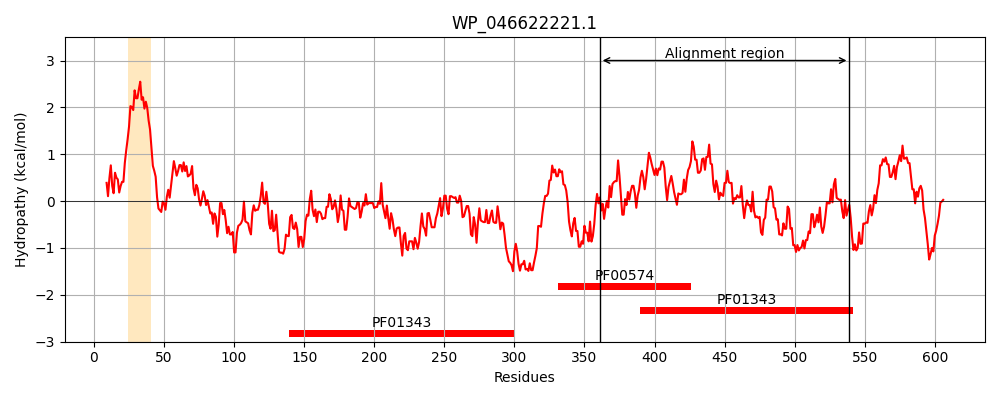 WP_046622221.1
Hydropathy (kcal/mol)
3
2
1
0
−1
−2
−3
Alignment region
PF00574
PF01343
PF01343
0 50 100 150 200 250 300 350 400 450 500 550 600
Residues